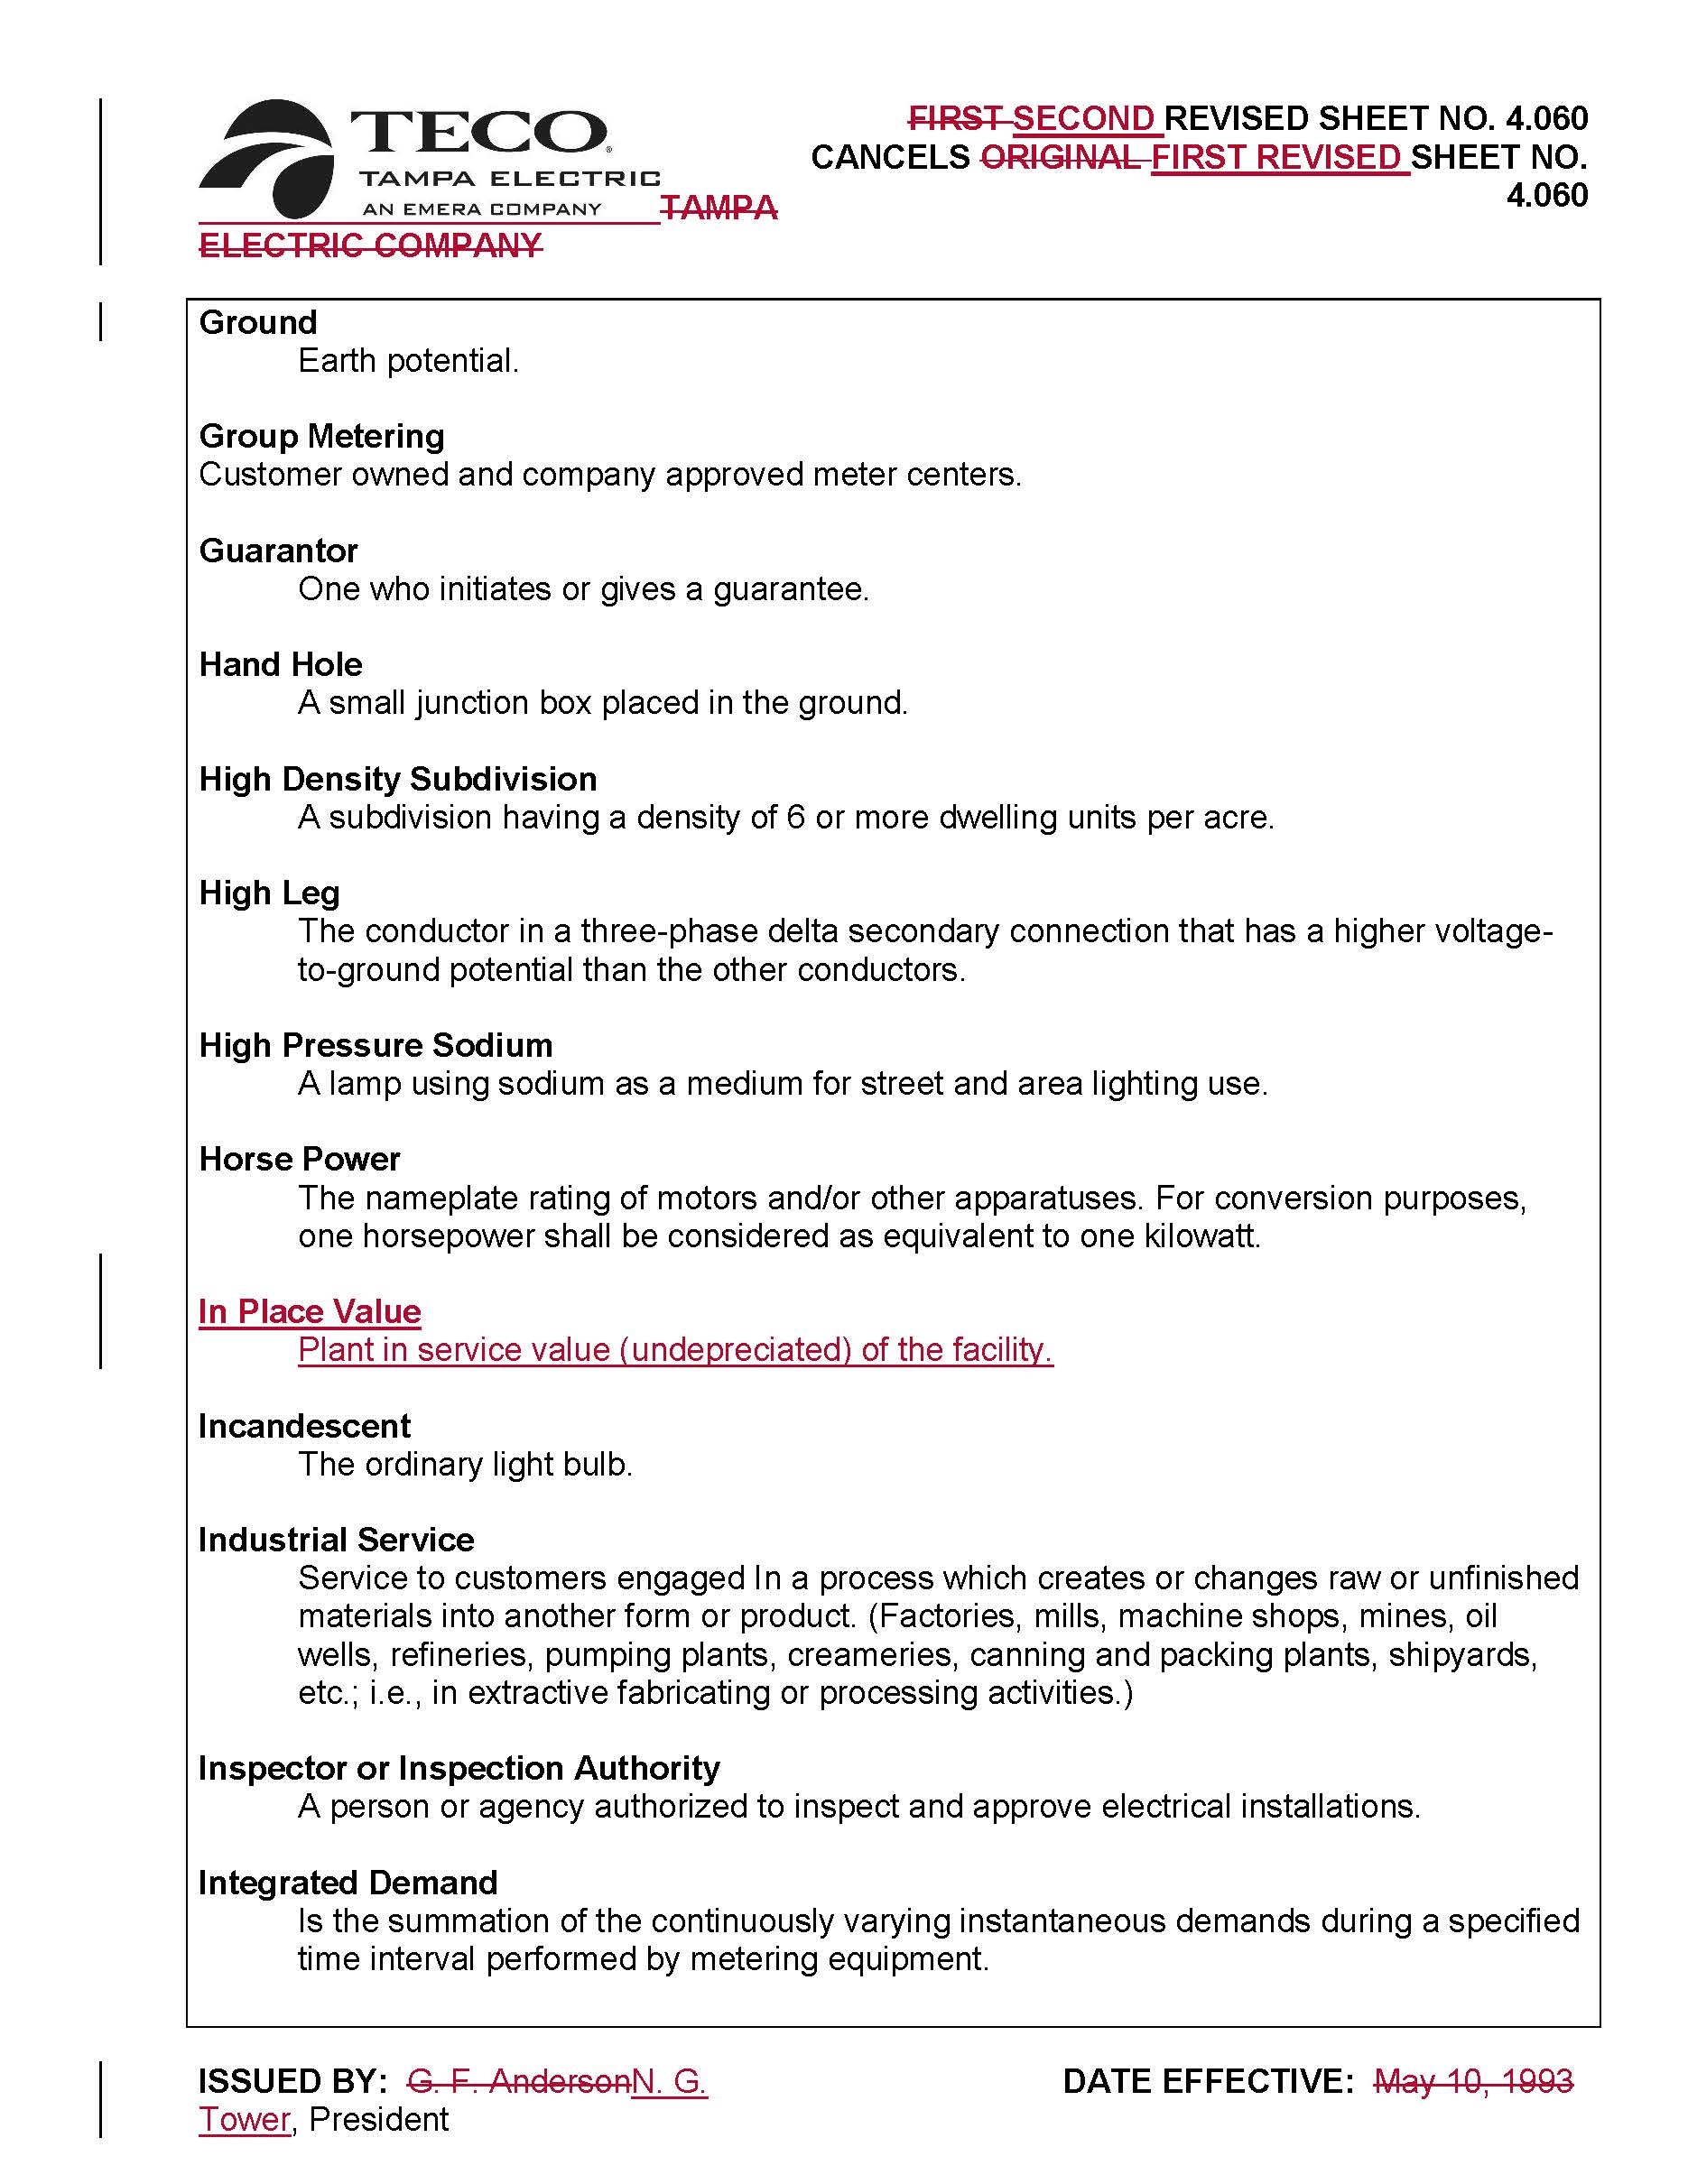 TECO®
TAMPA ELECTRIC
AN EMERA COMPANY TAMPA
ELECTRIC COMPANY
FIRST SECOND REVISED SHEET NO. 4.060
CANCELS ORIGINAL FIRST REVISED SHEET NO.
4.060
Ground
Earth potential.
Group Metering
Customer owned and company approved meter centers.
Guarantor
One who initiates or gives a guarantee.
Hand Hole
A small junction box placed in the ground.
High Density Subdivision
A subdivision having a density of 6 or more dwelling units per acre.
High Leg
The conductor in a three-phase delta secondary connection that has a higher voltage-
to-ground potential than the other conductors.
High Pressure Sodium
A lamp using sodium as a medium for street and area lighting use.
Horse Power
The nameplate rating of motors and/or other apparatuses. For conversion purposes,
one horsepower shall be considered as equivalent to one kilowatt.
In Place Value
Plant in service value (undepreciated) of the facility.
Incandescent
The ordinary light bulb.
Industrial Service
Service to customers engaged In a process which creates or changes raw or unfinished
materials into another form or product. (Factories, mills, machine shops, mines, oil
wells, refineries, pumping plants, creameries, canning and packing plants, shipyards,
etc.; i.e., in extractive fabricating or processing activities.)
Inspector or Inspection Authority
A person or agency authorized to inspect and approve electrical installations.
Integrated Demand
Is the summation of the continuously varying instantaneous demands during a specified
time interval performed by metering equipment.
ISSUED BY: G. F. AndersonN. G.
Tower, President
DATE EFFECTIVE: May 10, 1993